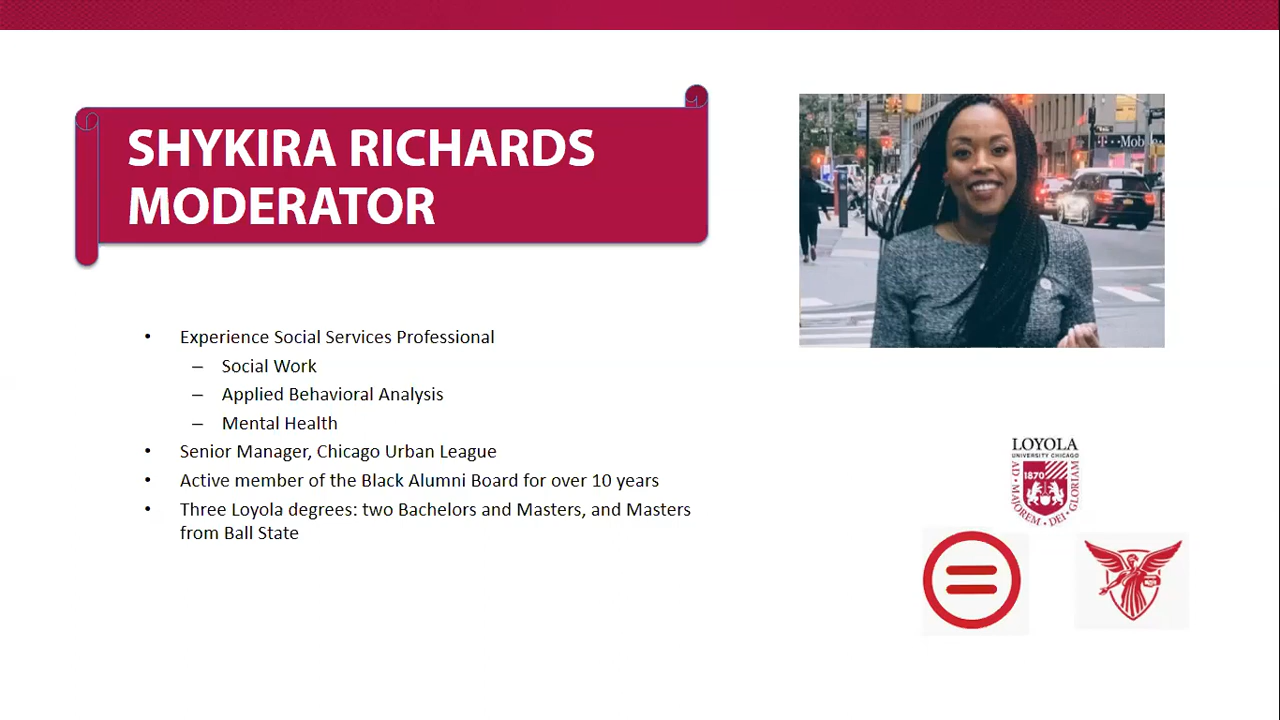 SHYKIRA RICHARDS
MODERATOR
• Experience Social Services Professional
– Social Work
– Applied Behavioral Analysis
– Mental Health
• Senior Manager, Chicago Urban League
• Active member of the Black Alumni Board for over 10 years
• Three Loyola degrees: two Bachelors and Masters, and Masters
from Ball State
T··Mobile
LOYOLA
UNIVERSITY CHICAGO
1870
AD • MAJOREM • DEI • GLORIAM